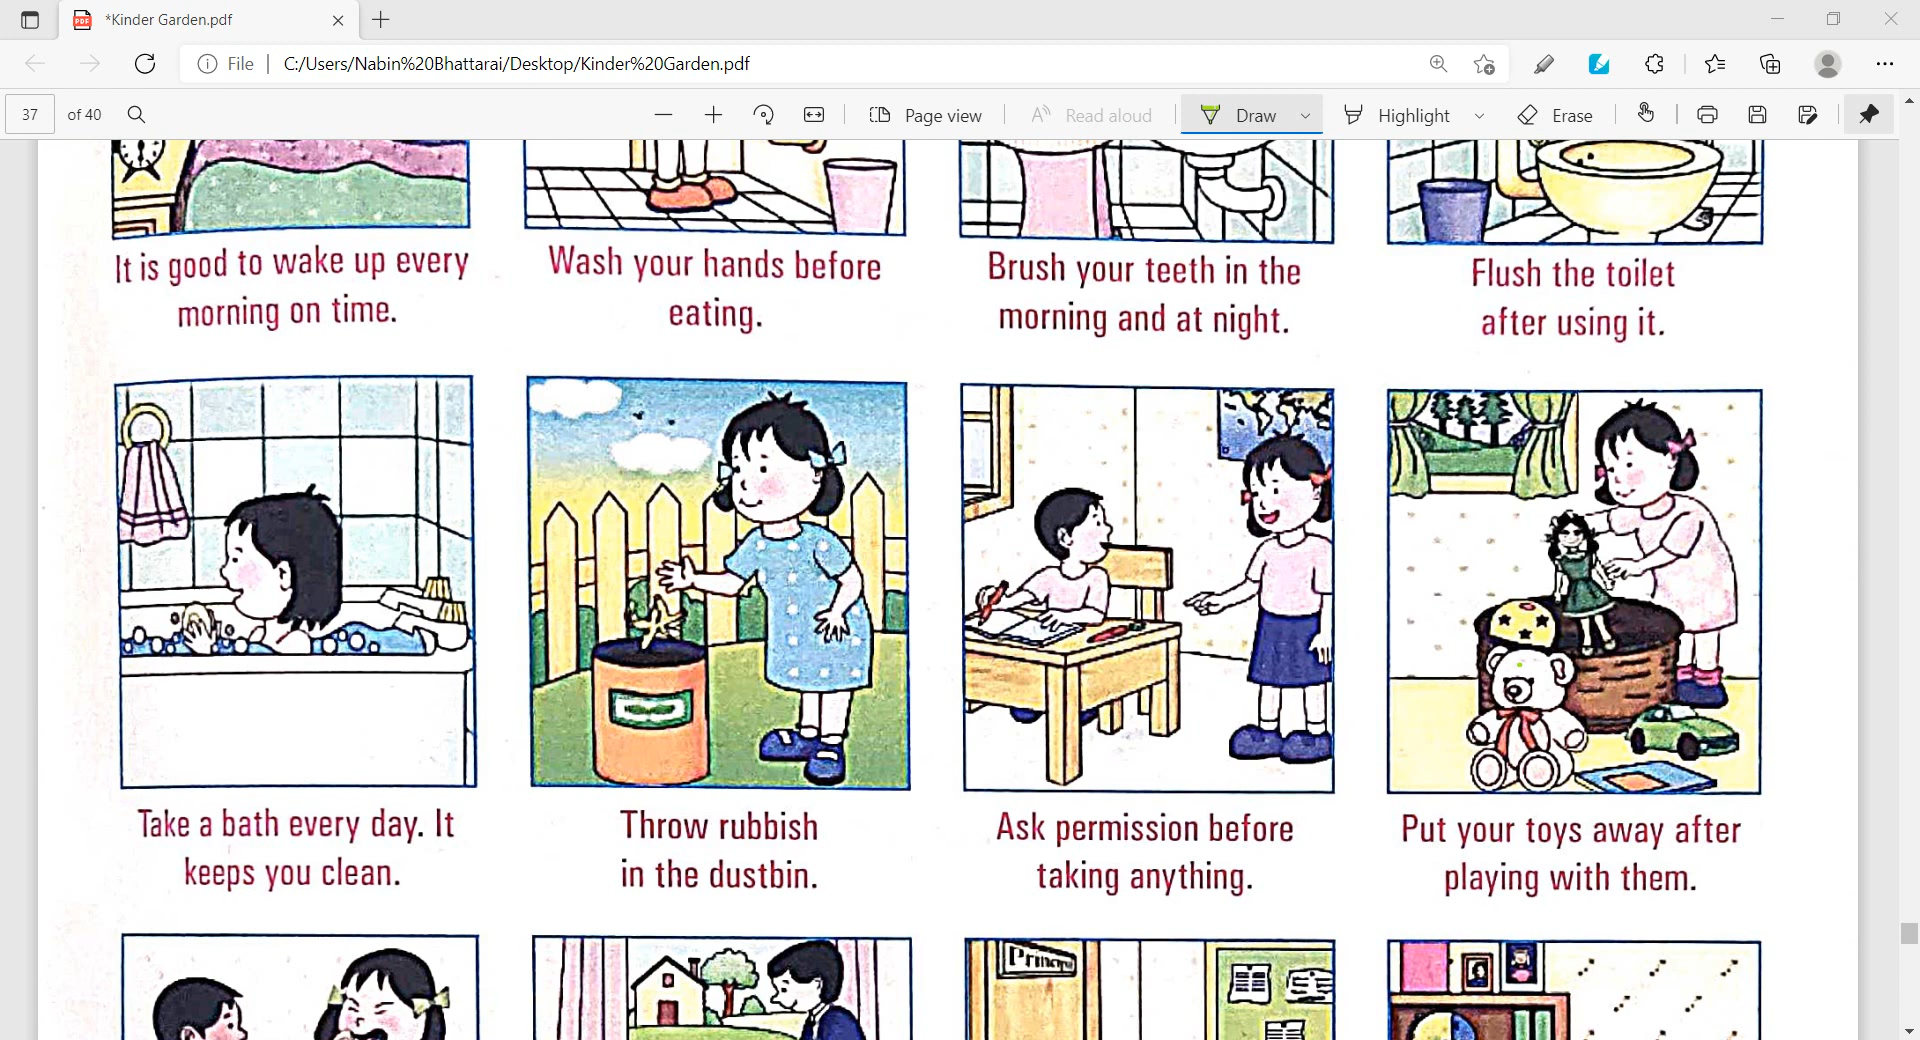 *Kinder Garden.pdf
File C:/Users/Nabin%20Bhattarai/Desktop/Kinder%20Garden.pdf
37 of 40 Page view Read aloud Draw Highlight Erase
It is good to wake up every
morning on time.
Wash your hands before
eating.
Brush your teeth in the
morning and at night.
Flush the toilet
after using it.
Take a bath every day. It
keeps you clean.
Throw rubbish
in the dustbin.
Ask permission before
taking anything.
Put your toys away after
playing with them.